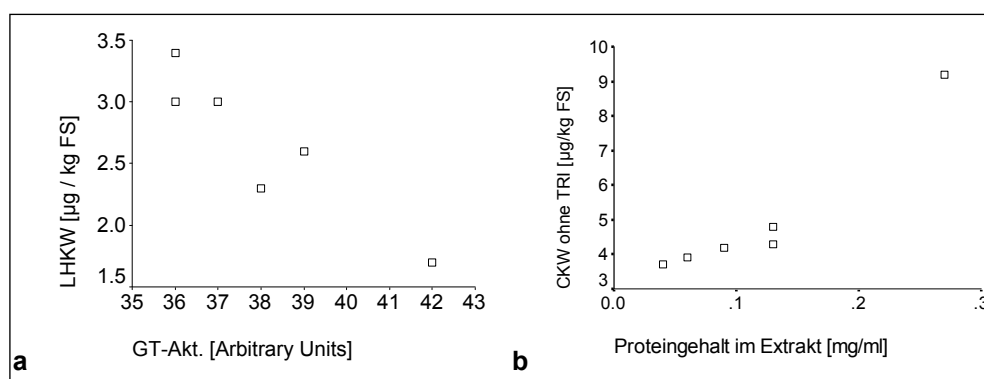 LHKW [µg / kg FS]
3.5
3.0
2.5
2.0
1.5
35 36 37 38 39 40 41 42 43
GT-Akt. [Arbitrary Units]
a
CKW ohne TRI [µg/kg FS]
10
9
8
7
6
5
4
3
0.0 .1 .2 .3
Proteingehalt im Extrakt [mg/ml]
b